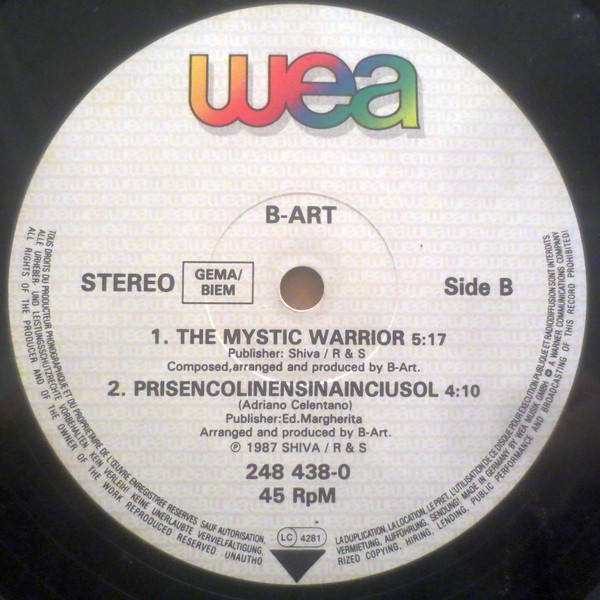 wea
B-ART
STEREO
GEMA/
BIEM
Side B
1. THE MYSTIC WARRIOR 5:17
Publisher: Shiva / R & S
Composed,arranged and produced by B-Art.
2. PRISENCOLINENSINAINCIUSOL 4:10
(Adriano Celentano)
Publisher:Ed.Margherita
Arranged and produced by B-Art.
℗ 1987 SHIVA / R & S
248 438-0
45 RpM
LC 4281
TOUS DROITS DU PRODUCTEUR PHONOGRAPHIQUE ET DU PROPRIETAIRE DE L'ŒUVRE ENREGISTREE RESERVES SAUF AUTORISATION,
LA DUPLICATION, LA LOCATION, LE PRET, L'UTILISATION DE CE DISQUE POUR EXECUTION PUBLIQUE ET RADIODIFFUSION SONT INTERDITS.
ALLE URHEBER- UND LEISTUNGSSCHUTZRECHTE VORBEHALTEN. KEIN VERLEIH! KEINE UNERLAUBTE VERVIELFÄLTIGUNG,
VERMIETUNG, AUFFÜHRUNG, SENDUNG! MADE IN GERMANY BY WEA MUSIK GMBH A WARNER COMMUNICATIONS COMPANY
ALL RIGHTS OF THE PRODUCER AND OF THE OWNER OF THE WORK REPRODUCED RESERVED UNAUTHO
RIZED COPYING, HIRING, LENDING, PUBLIC PERFORMANCE AND BROADCASTING OF THIS RECORD PROHIBITED!